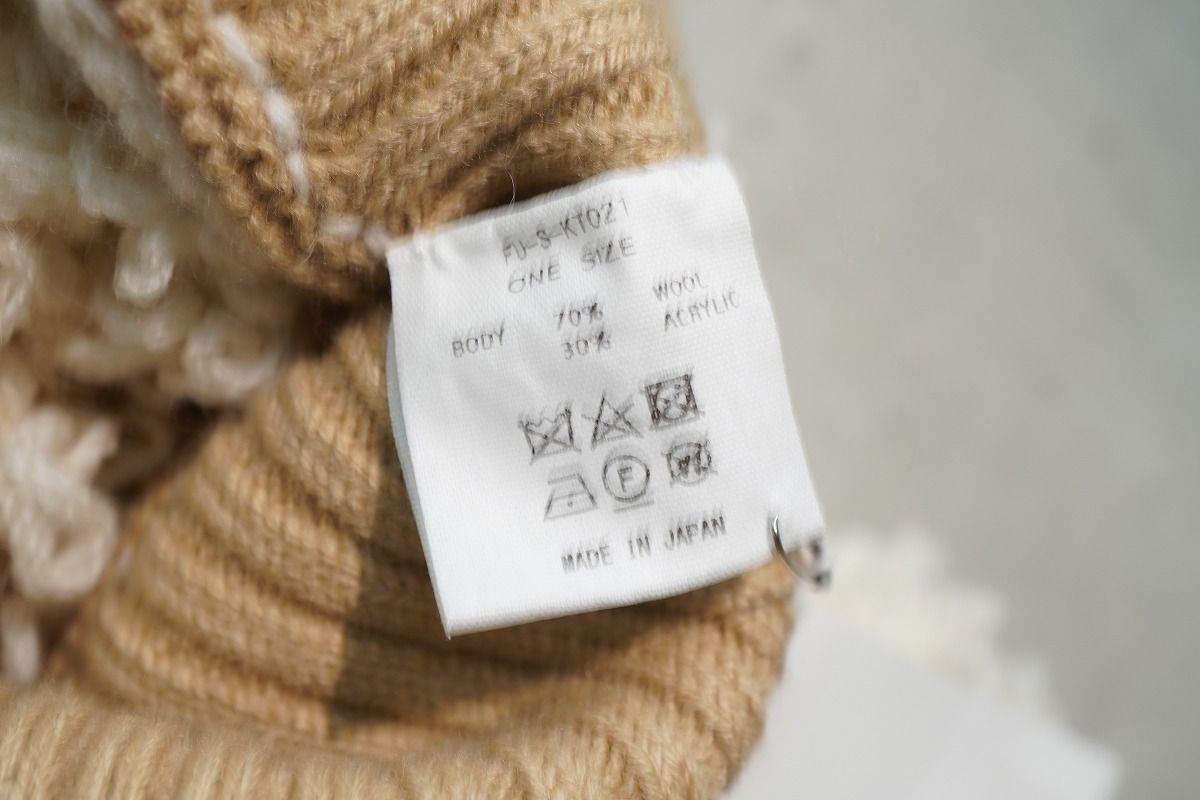 FU-S-KT021
ONE SIZE
BODY 70% WOOL
30% ACRYLIC
F
W
MADE IN JAPAN